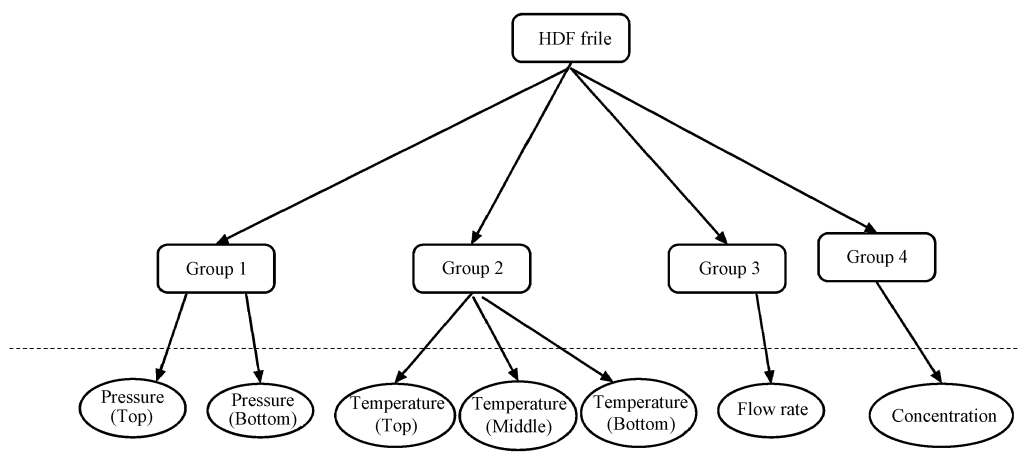 HDF frile
Group 1
Group 2
Group 3
Group 4
Pressure
(Top)
Pressure
(Bottom)
Temperature
(Top)
Temperature
(Middle)
Temperature
(Bottom)
Flow rate
Concentration